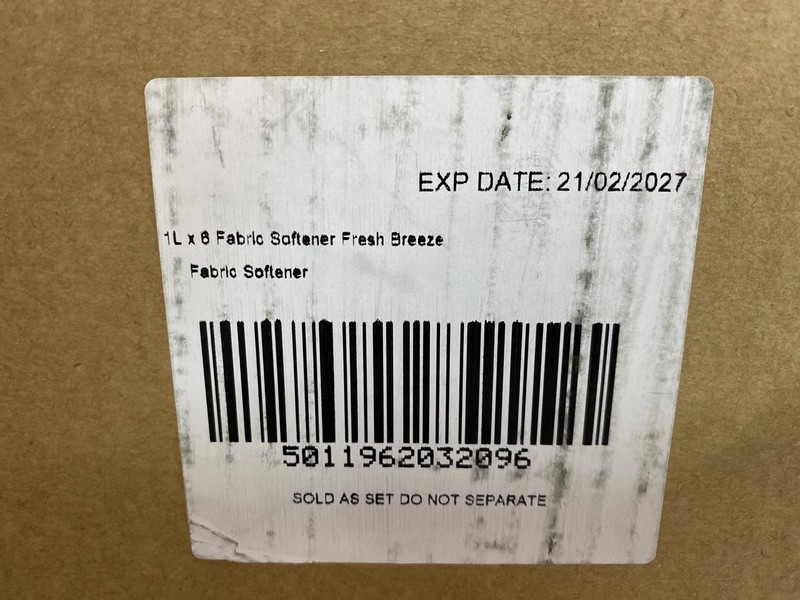 EXP DATE: 21/02/2027
1L x 6 Fabric Softener Fresh Breeze
Fabric Softener
5011962032096
SOLD AS SET DO NOT SEPARATE